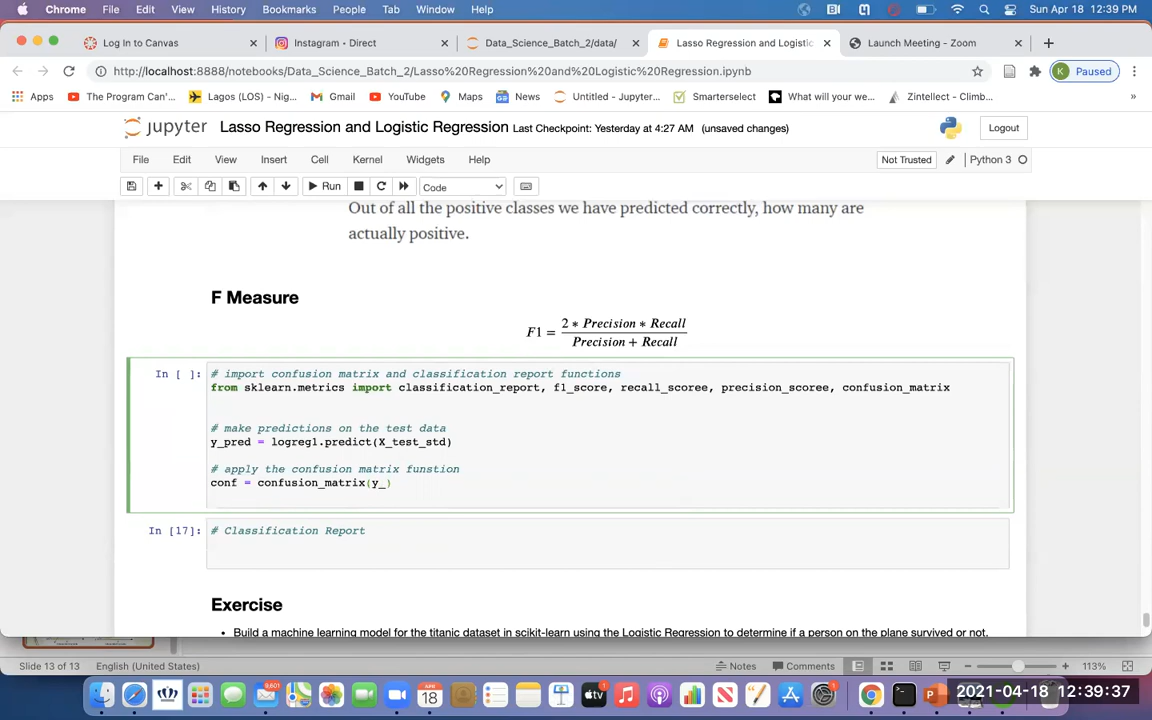 Chrome File Edit View History Bookmarks People Tab Window Help Sun Apr 18 12:39 PM
Log In to Canvas Instagram • Direct Data_Science_Batch_2/data/ Lasso Regression and Logistic Launch Meeting - Zoom
http://localhost:8888/notebooks/Data_Science_Batch_2/Lasso%20Regression%20and%20Logistic%20Regression.ipynb K Paused
Apps The Program Can'... Lagos (LOS) - Nig... Gmail YouTube Maps News Untitled - Jupyter... Smarterselect What will your we... Zintellect - Climb... »
jupyter Lasso Regression and Logistic Regression Last Checkpoint: Yesterday at 4:27 AM (unsaved changes) Logout
File Edit View Insert Cell Kernel Widgets Help Not Trusted Python 3
Run Code
Out of all the positive classes we have predicted correctly, how many are
actually positive.
F Measure
F1 = 2 * Precision * Recall
Precision + Recall
In [ ]: # import confusion matrix and classification report functions
from sklearn.metrics import classification_report, f1_score, recall_scoree, precision_scoree, confusion_matrix
# make predictions on the test data
y_pred = logreg1.predict(X_test_std)
# apply the confusion matrix funstion
conf = confusion_matrix(y_)
In [17]: # Classification Report
Exercise
• Build a machine learning model for the titanic dataset in scikit-learn using the Logistic Regression to determine if a person on the plane survived or not.
Slide 13 of 13 English (United States) Notes Comments 113%
9,601 APR 18 tv
2021-04-18 12:39:37